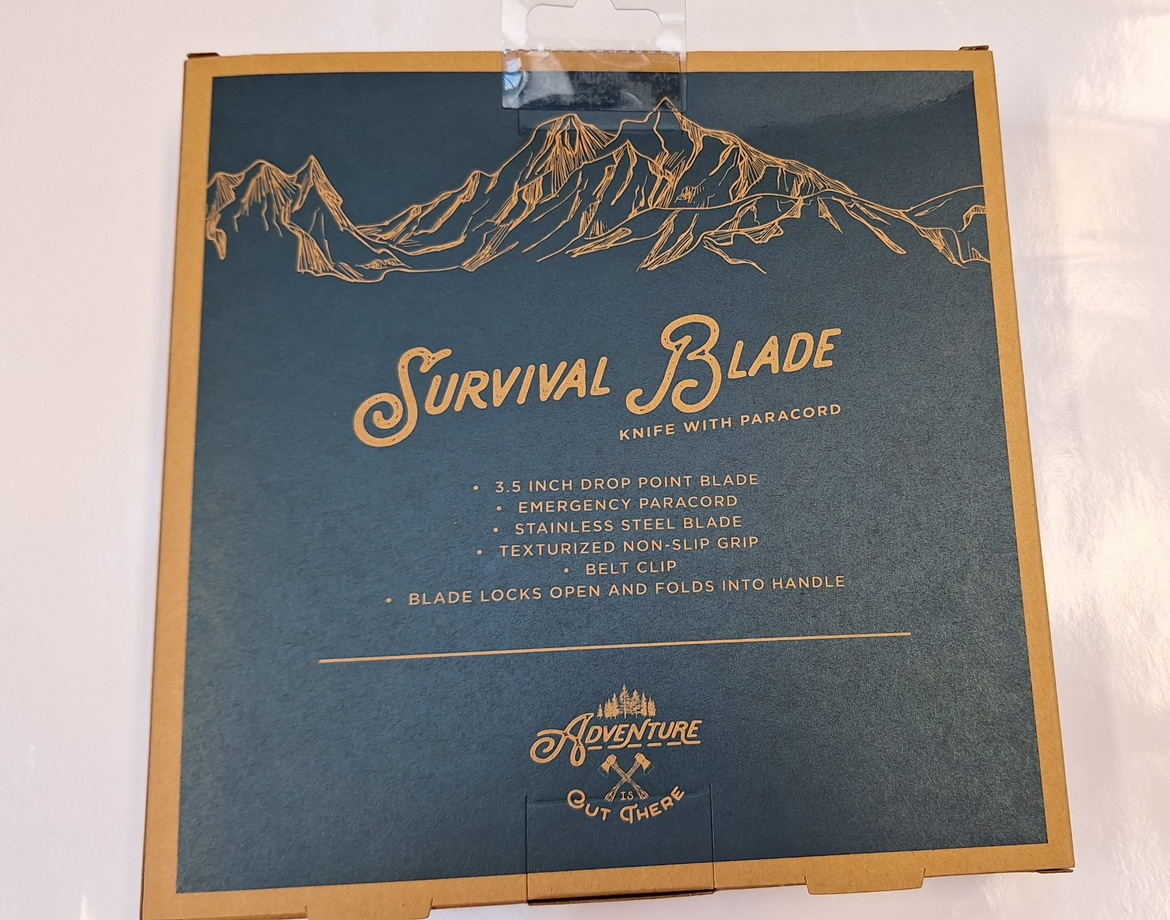 SURVIVAL BLADE
KNIFE WITH PARACORD
• 3.5 INCH DROP POINT BLADE
• EMERGENCY PARACORD
• STAINLESS STEEL BLADE
• TEXTURIZED NON-SLIP GRIP
• BELT CLIP
• BLADE LOCKS OPEN AND FOLDS INTO HANDLE
ADVENTURE
IS
OUT THERE